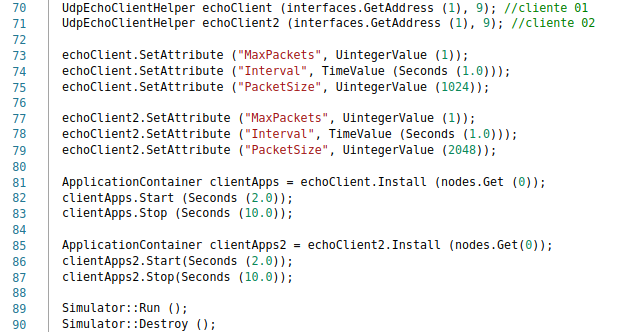 70 UdpEchoClientHelper echoClient (interfaces.GetAddress (1), 9); //cliente 01
71 UdpEchoClientHelper echoClient2 (interfaces.GetAddress (1), 9); //cliente 02
72
73 echoClient.SetAttribute ("MaxPackets", UintegerValue (1));
74 echoClient.SetAttribute ("Interval", TimeValue (Seconds (1.0)));
75 echoClient.SetAttribute ("PacketSize", UintegerValue (1024));
76
77 echoClient2.SetAttribute ("MaxPackets", UintegerValue (1));
78 echoClient2.SetAttribute ("Interval", TimeValue (Seconds (1.0)));
79 echoClient2.SetAttribute ("PacketSize", UintegerValue (2048));
80
81 ApplicationContainer clientApps = echoClient.Install (nodes.Get (0));
82 clientApps.Start (Seconds (2.0));
83 clientApps.Stop (Seconds (10.0));
84
85 ApplicationContainer clientApps2 = echoClient2.Install (nodes.Get(0));
86 clientApps2.Start(Seconds (2.0));
87 clientApps2.Stop(Seconds (10.0));
88
89 Simulator::Run ();
90 Simulator::Destroy ();